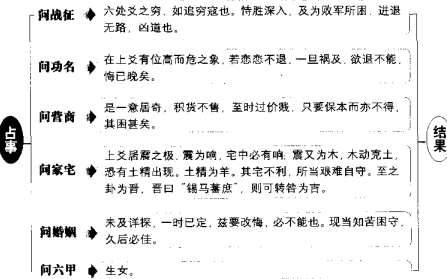 占事
问战征
六处爻之穷，如追穷寇也。恃胜深入，及为败军所困，进退
无路，凶道也。
问功名
在上爻有位高而危之象，若恋恋不退，一旦祸及，欲退不能，
悔已晚矣。
问营商
是一意居奇，积货不售，至时过价贱，只要保本而亦不得，
其困甚矣。
问家宅
上爻居震之极，震为响，宅中必有响；震又为木，木动克土，
恐有土精出现。土精为羊。其宅不利，所当艰难自守。至之
卦为晋，晋曰“锡马蕃庶”，则可转咎为吉。
问婚姻
未及详探，一时已定，兹要改悔，必不能也。现当知苦困守，
久后必佳。
问六甲
生女。
结果